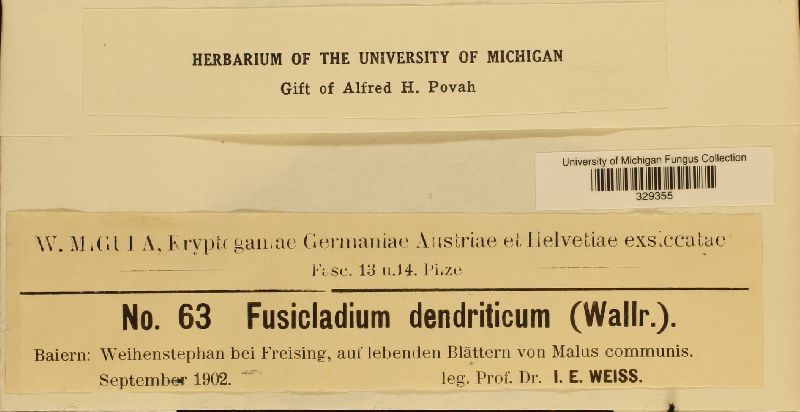 HERBARIUM OF THE UNIVERSITY OF MICHIGAN
Gift of Alfred H. Povah
University of Michigan Fungus Collection
329355
W. MIGULA, Kryptogamae Germaniae Austriae et Helvetiae exsiccatae
Fasc. 13 u. 14. Pilze
No. 63 Fusicladium dendriticum (Wallr.).
Baiern: Weihenstephan bei Freising, auf lebenden Blättern von Malus communis.
September 1902. leg. Prof. Dr. I. E. WEISS.